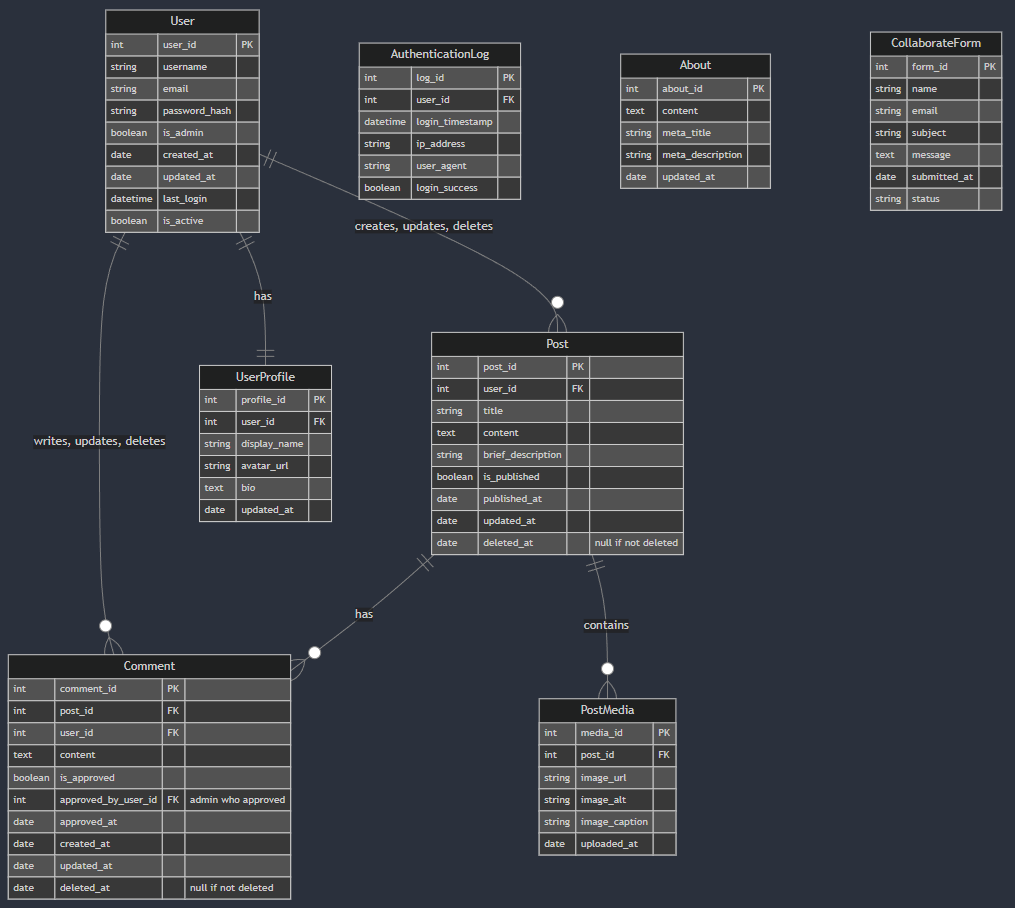 User
int user_id PK
string username
string email
string password_hash
boolean is_admin
date created_at
date updated_at
datetime last_login
boolean is_active
AuthenticationLog
int log_id PK
int user_id FK
datetime login_timestamp
string ip_address
string user_agent
boolean login_success
About
int about_id PK
text content
string meta_title
string meta_description
date updated_at
CollaborateForm
int form_id PK
string name
string email
string subject
text message
date submitted_at
string status
creates, updates, deletes
has
writes, updates, deletes
UserProfile
int profile_id PK
int user_id FK
string display_name
string avatar_url
text bio
date updated_at
Post
int post_id PK
int user_id FK
string title
text content
string brief_description
boolean is_published
date published_at
date updated_at
date deleted_at null if not deleted
has
contains
Comment
int comment_id PK
int post_id FK
int user_id FK
text content
boolean is_approved
int approved_by_user_id FK admin who approved
date approved_at
date created_at
date updated_at
date deleted_at null if not deleted
PostMedia
int media_id PK
int post_id FK
string image_url
string image_alt
string image_caption
date uploaded_at